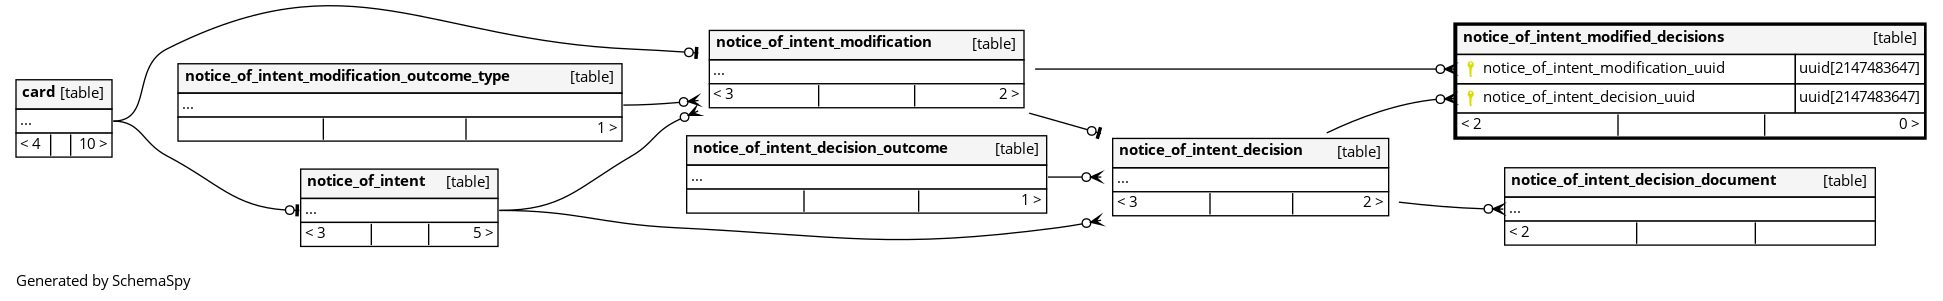 card [table]
...
< 4 10 >
notice_of_intent_modification_outcome_type [table]
...
1 >
notice_of_intent [table]
...
< 3 5 >
notice_of_intent_modification [table]
...
< 3 2 >
notice_of_intent_decision_outcome [table]
...
1 >
notice_of_intent_decision [table]
...
< 3 2 >
notice_of_intent_modified_decisions [table]
notice_of_intent_modification_uuid uuid[2147483647]
notice_of_intent_decision_uuid uuid[2147483647]
< 2 0 >
notice_of_intent_decision_document [table]
...
< 2
Generated by SchemaSpy